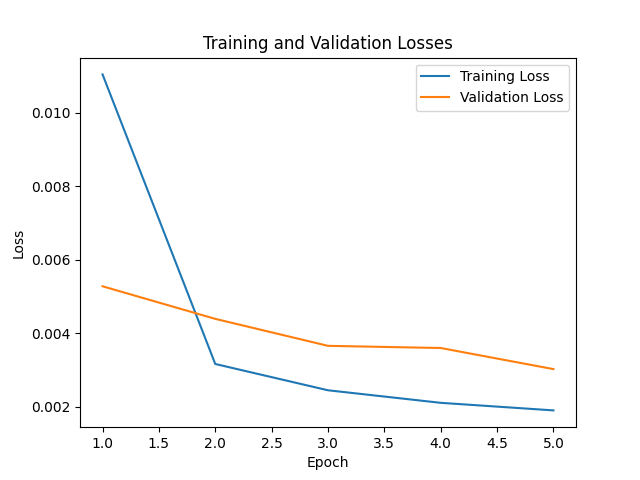 Training and Validation Losses
Training Loss
Validation Loss
0.010
0.008
0.006
0.004
0.002
Loss
1.0 1.5 2.0 2.5 3.0 3.5 4.0 4.5 5.0
Epoch